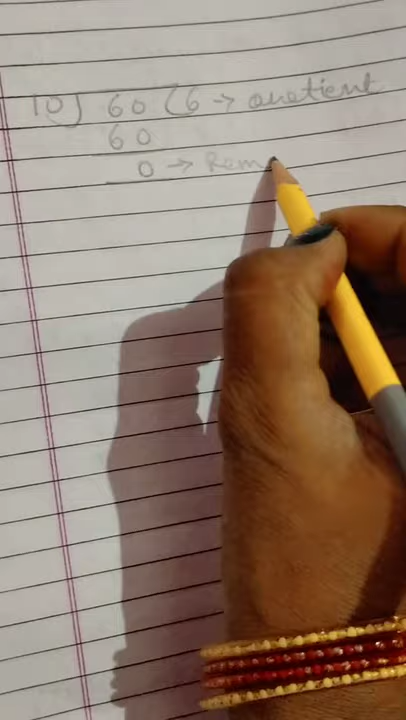 10) 60 (6 → quotient
60
0 → Rem